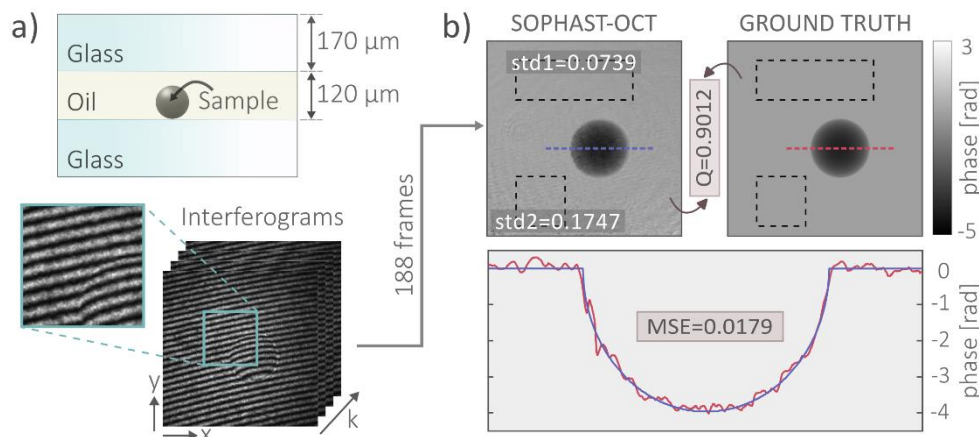 a)
Glass
170 µm
Oil
Sample
120 µm
Glass
Interferograms
y
x
k
188 frames
b)
SOPHAST-OCT
GROUND TRUTH
std1=0.0739
std2=0.1747
Q=0.9012
3
phase [rad]
-5
MSE=0.0179
0
-1
-2
-3
-4
phase [rad]